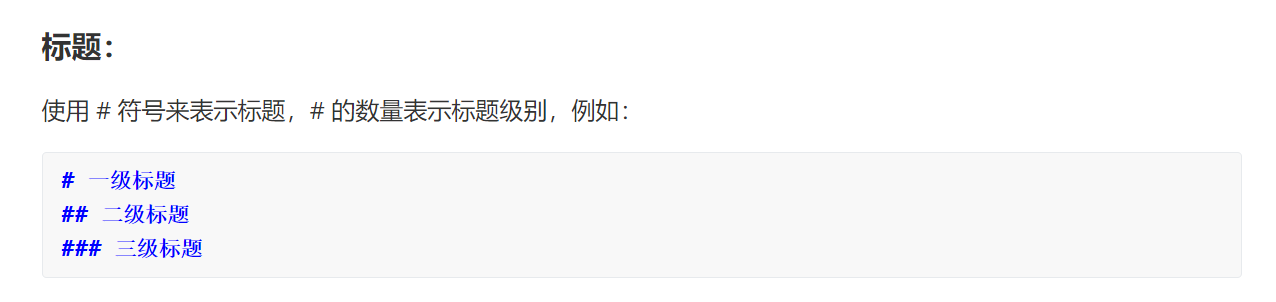 标题：
使用 # 符号来表示标题，# 的数量表示标题级别，例如：
# 一级标题
## 二级标题
### 三级标题